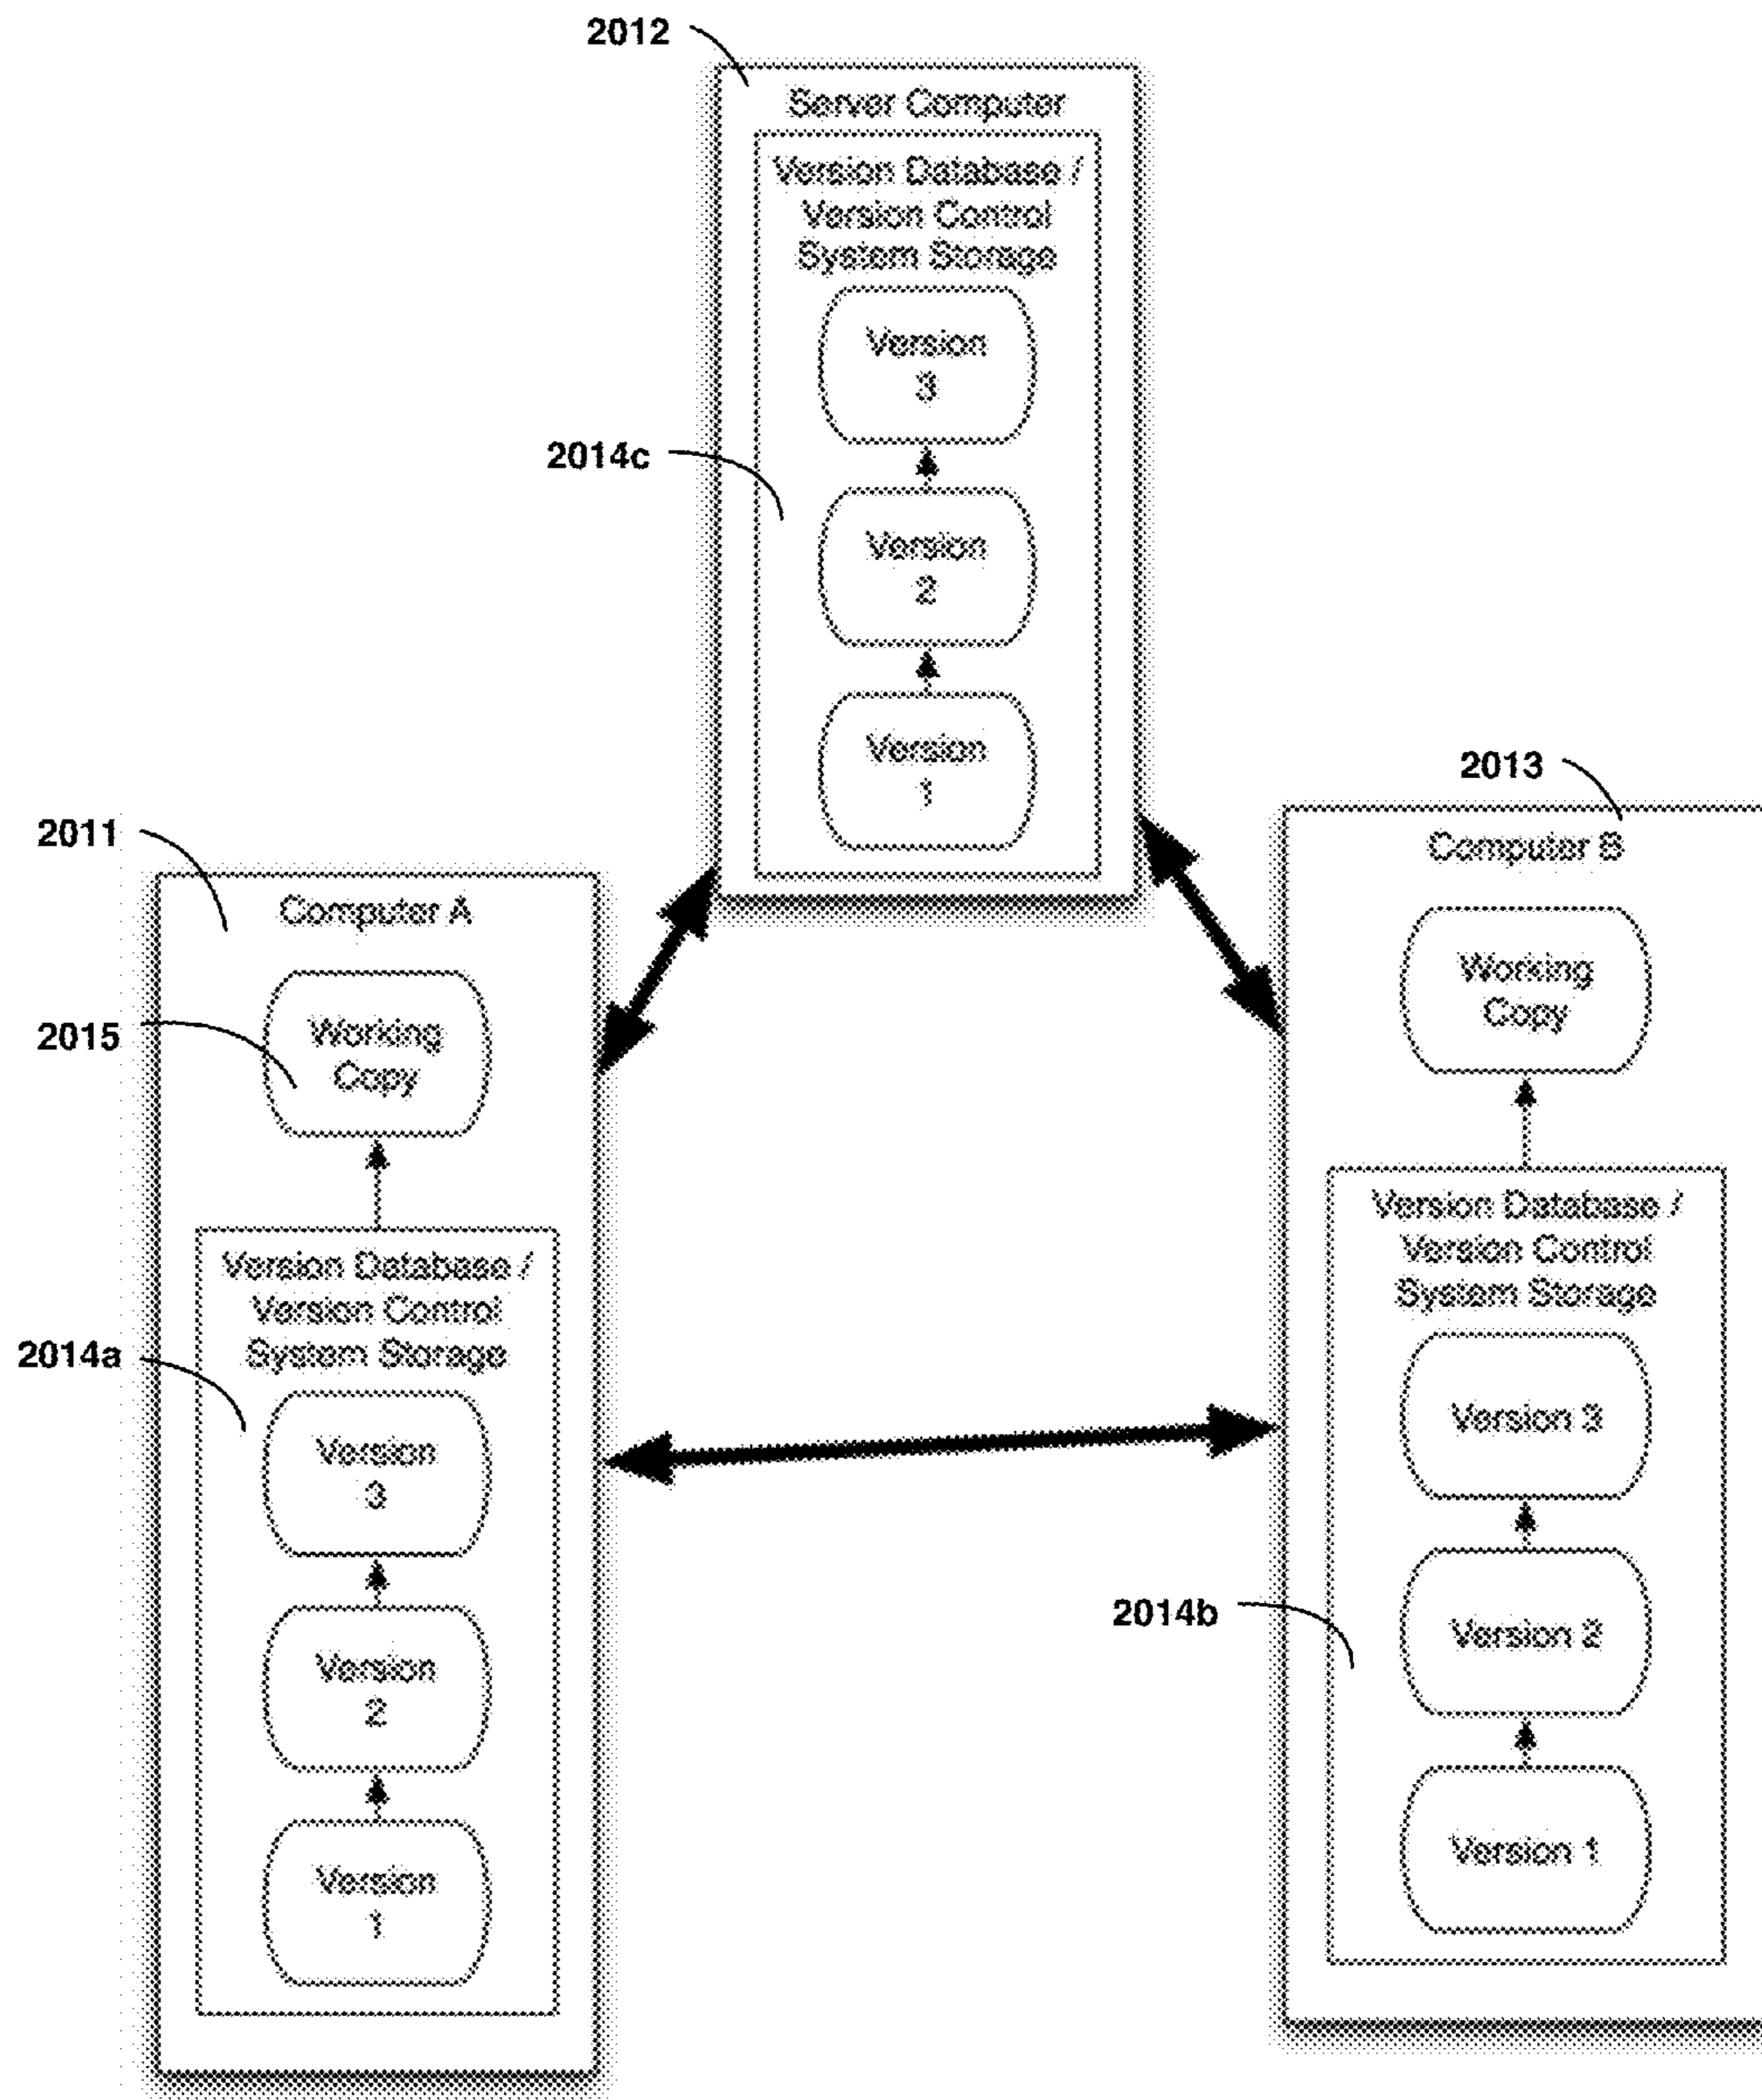 2012
Server Computer
Version Database /
Version Control
System Storage
Version
3
2014c
Version
2
Version
1
2011
Computer A
2015
Working
Copy
Version Database /
Version Control
System Storage
2014a
Version
3
Version
2
Version
1
2013
Computer B
Working
Copy
Version Database /
Version Control
System Storage
Version 3
2014b
Version 2
Version 1